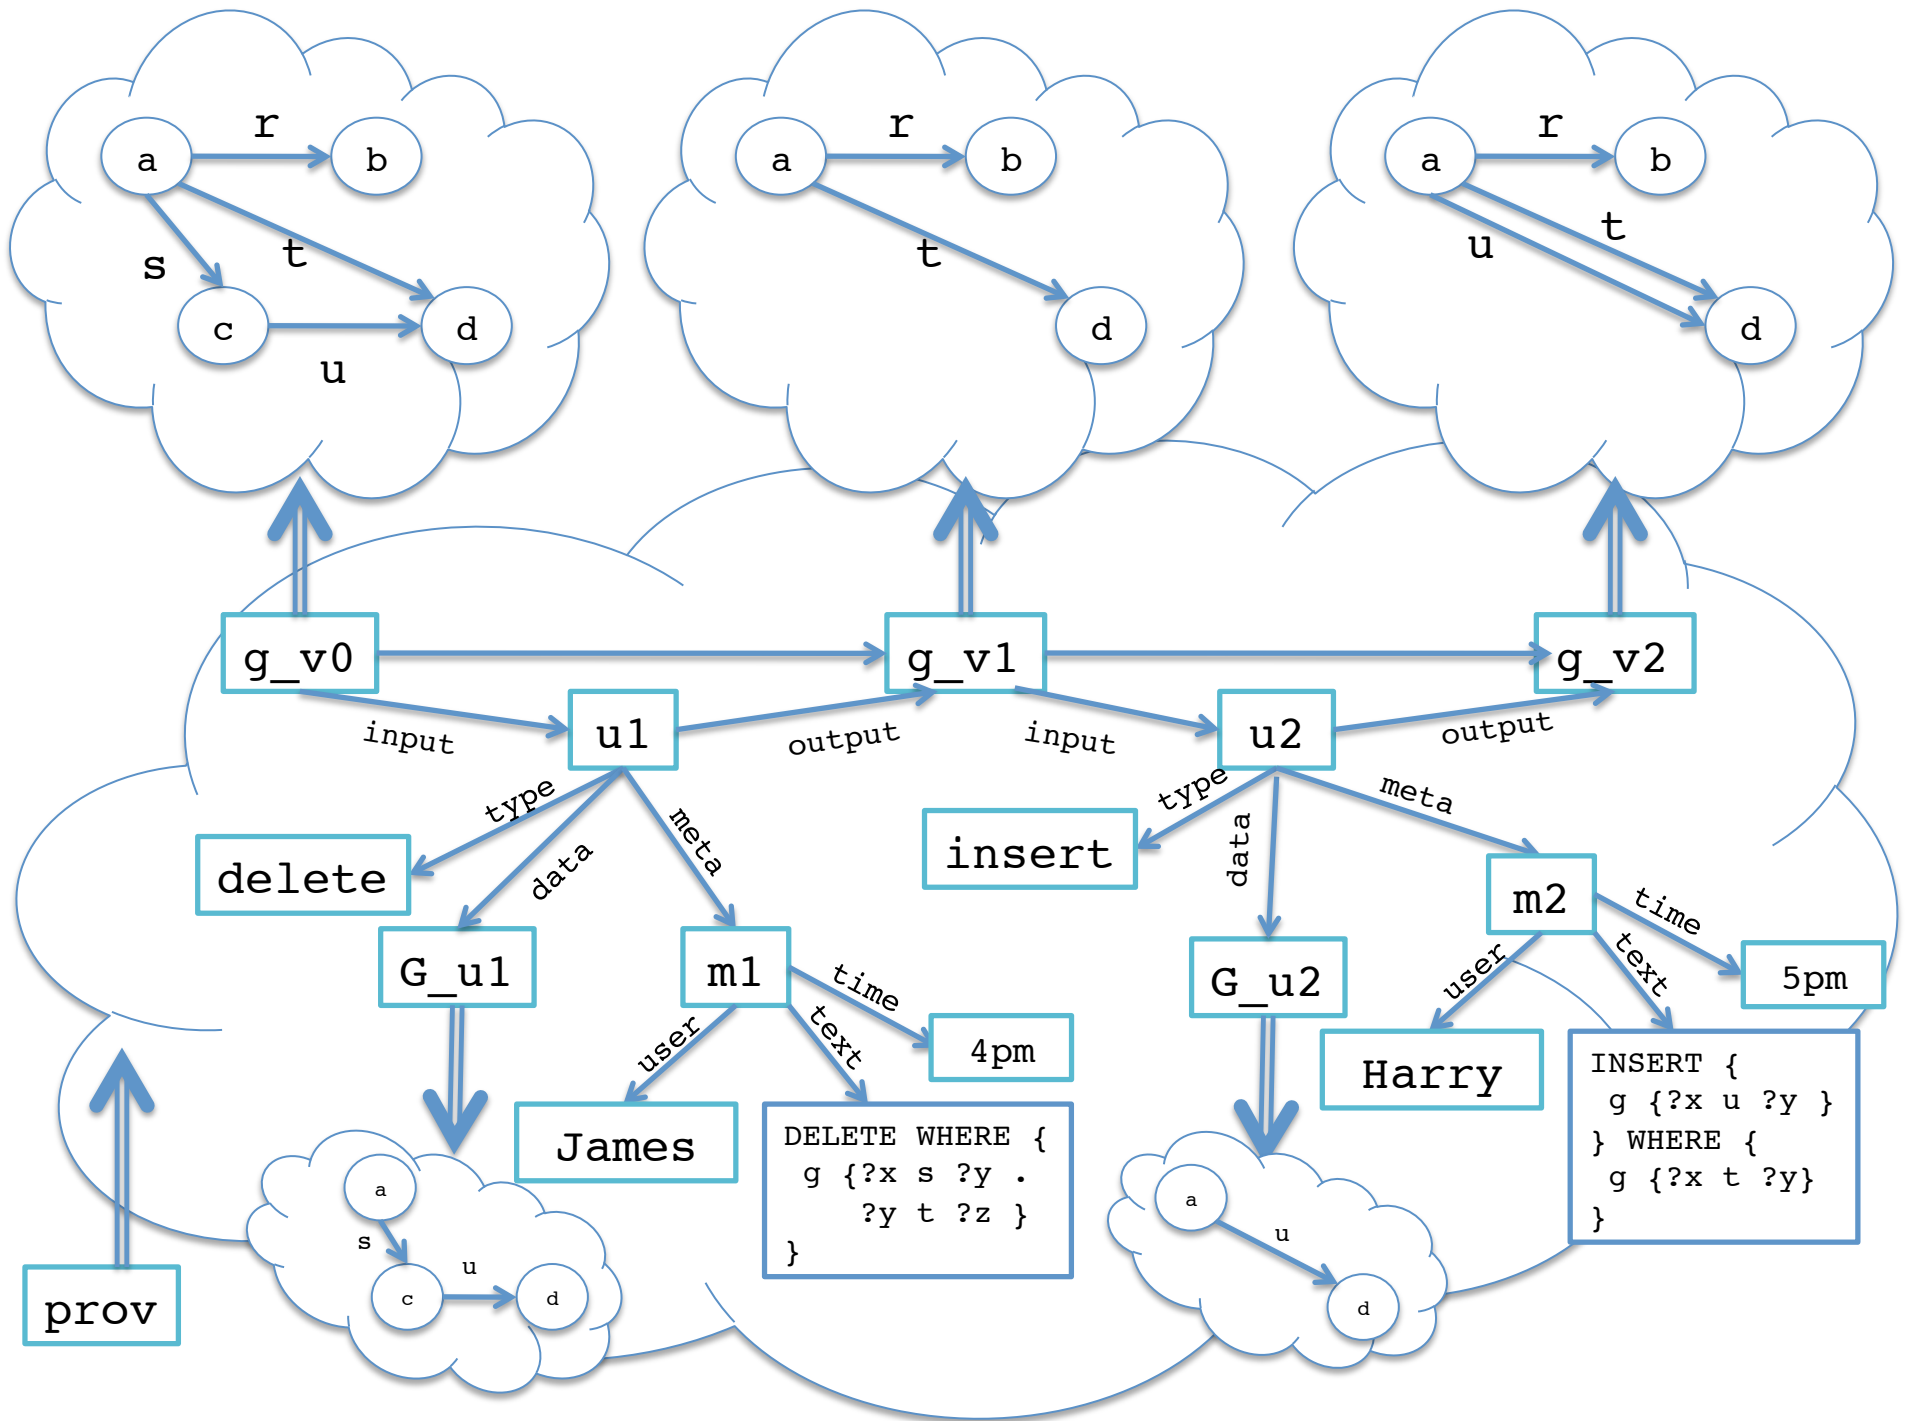 r
a
b
s
t
c
d
u
r
a
b
t
d
r
a
b
t
u
d
g_v0
g_v1
g_v2
u1
u2
input
output
input
output
type
data
meta
type
data
meta
delete
insert
G_u1
m1
G_u2
m2
user
text
time
user
text
time
4pm
5pm
James
Harry
DELETE WHERE {
g {?x s ?y .
?y t ?z }
}
INSERT {
g {?x u ?y }
} WHERE {
g {?x t ?y}
}
a
s
c
u
d
a
u
d
prov